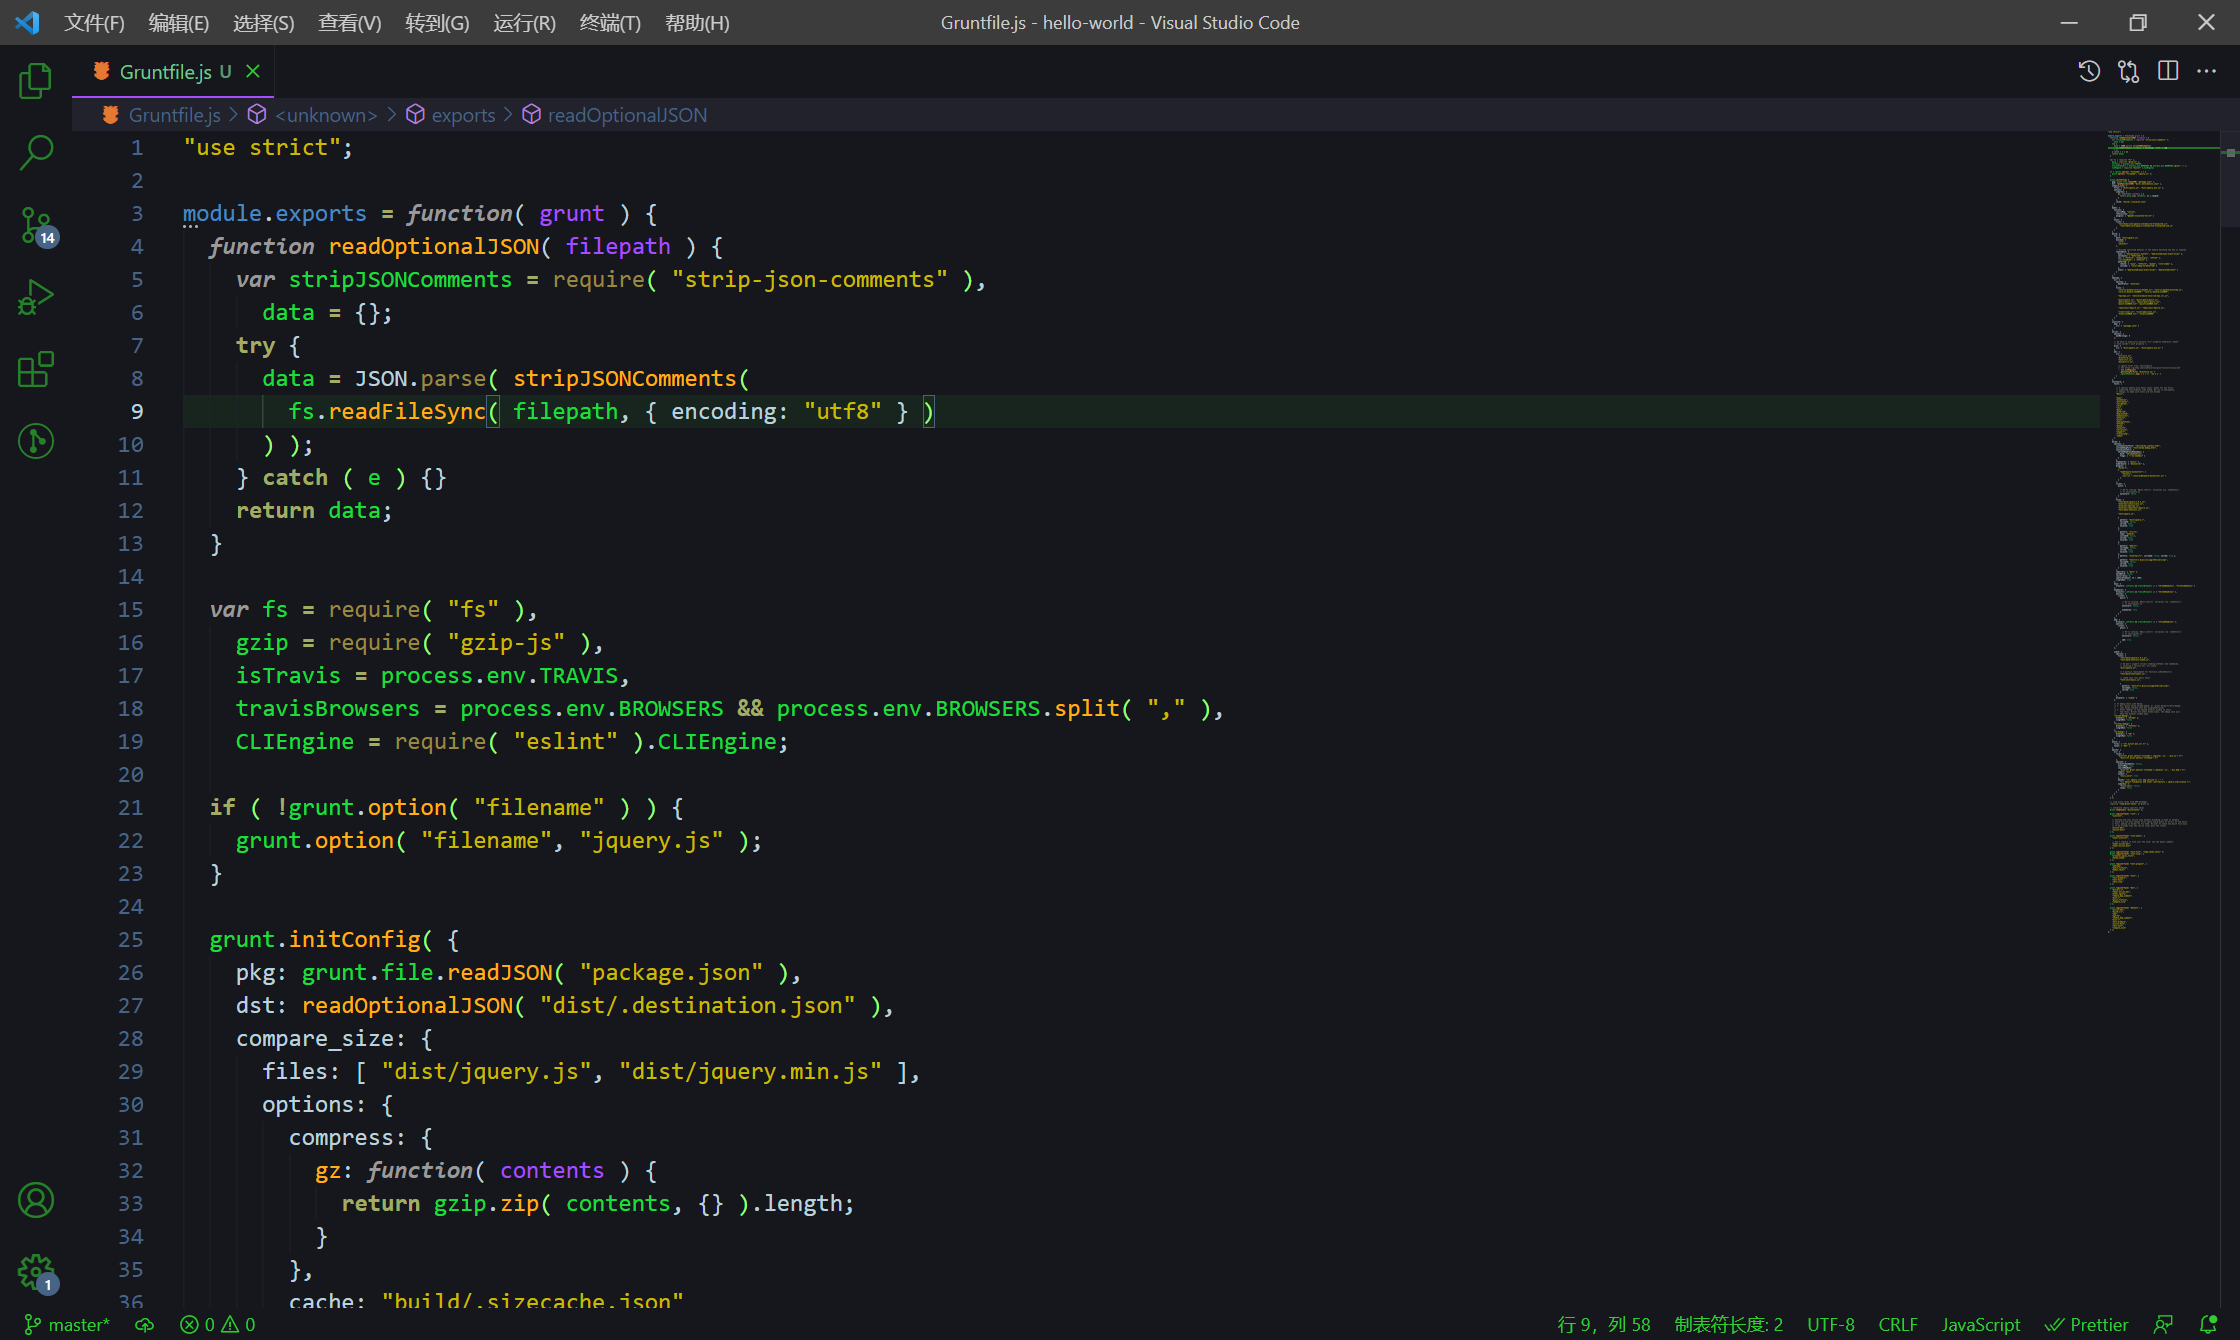 文件(F) 编辑(E) 选择(S) 查看(V) 转到(G) 运行(R) 终端(T) 帮助(H) Gruntfile.js - hello-world - Visual Studio Code
Gruntfile.js U
Gruntfile.js > <unknown> > exports > readOptionalJSON
1 "use strict";
2
3 module.exports = function( grunt ) {
4 function readOptionalJSON( filepath ) {
5 var stripJSONComments = require( "strip-json-comments" ),
6 data = {};
7 try {
8 data = JSON.parse( stripJSONComments(
9 fs.readFileSync( filepath, { encoding: "utf8" } )
10 ) );
11 } catch ( e ) {}
12 return data;
13 }
14
15 var fs = require( "fs" ),
16 gzip = require( "gzip-js" ),
17 isTravis = process.env.TRAVIS,
18 travisBrowsers = process.env.BROWSERS && process.env.BROWSERS.split( "," ),
19 CLIEngine = require( "eslint" ).CLIEngine;
20
21 if ( !grunt.option( "filename" ) ) {
22 grunt.option( "filename", "jquery.js" );
23 }
24
25 grunt.initConfig( {
26 pkg: grunt.file.readJSON( "package.json" ),
27 dst: readOptionalJSON( "dist/.destination.json" ),
28 compare_size: {
29 files: [ "dist/jquery.js", "dist/jquery.min.js" ],
30 options: {
31 compress: {
32 gz: function( contents ) {
33 return gzip.zip( contents, {} ).length;
34 }
35 },
36 cache: "build/.sizecache.json"
14
1
master* 0 0 行 9，列 58 制表符长度: 2 UTF-8 CRLF JavaScript Prettier